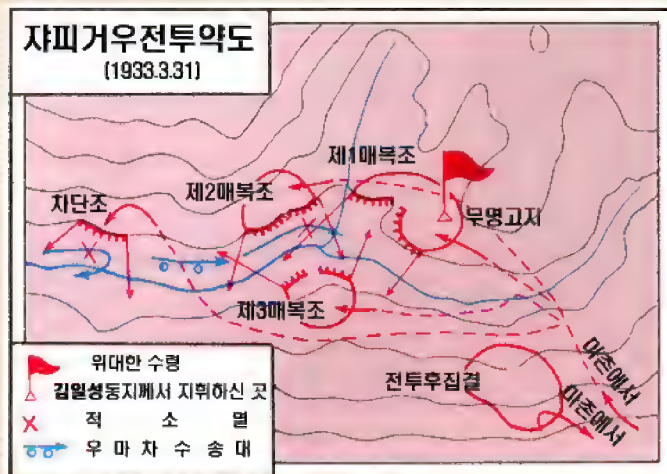 쟈피거우전투약도
(1933.3.31)
제1매복조
제2매복조
차단조
무명고지
제3매복조
전투후집결
마촌에서
마촌에서
위대한 수령
김일성동지께서 지휘하신 곳
적 소 멸
우 마 차 수 송 대